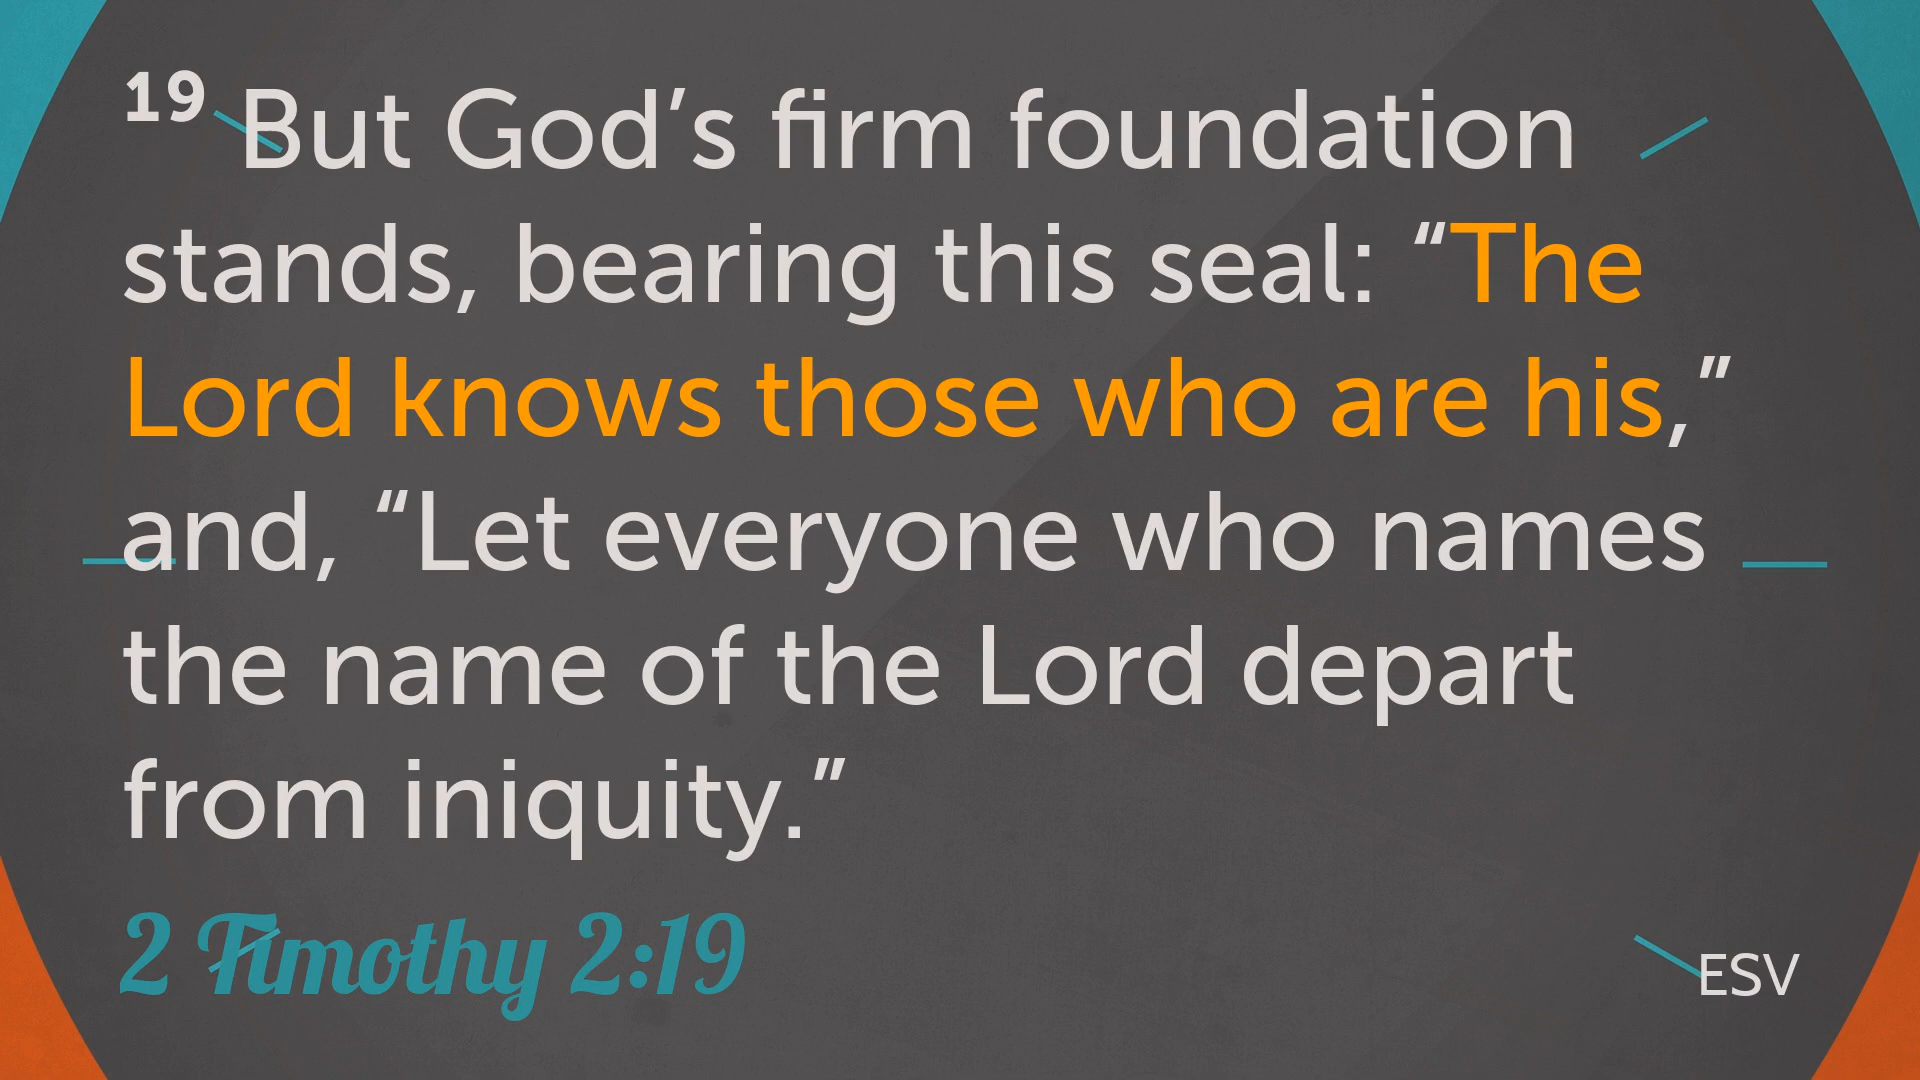 19 But God’s firm foundation
stands, bearing this seal: “The
Lord knows those who are his,”
and, “Let everyone who names
the name of the Lord depart
from iniquity.”
2 Timothy 2:19
ESV